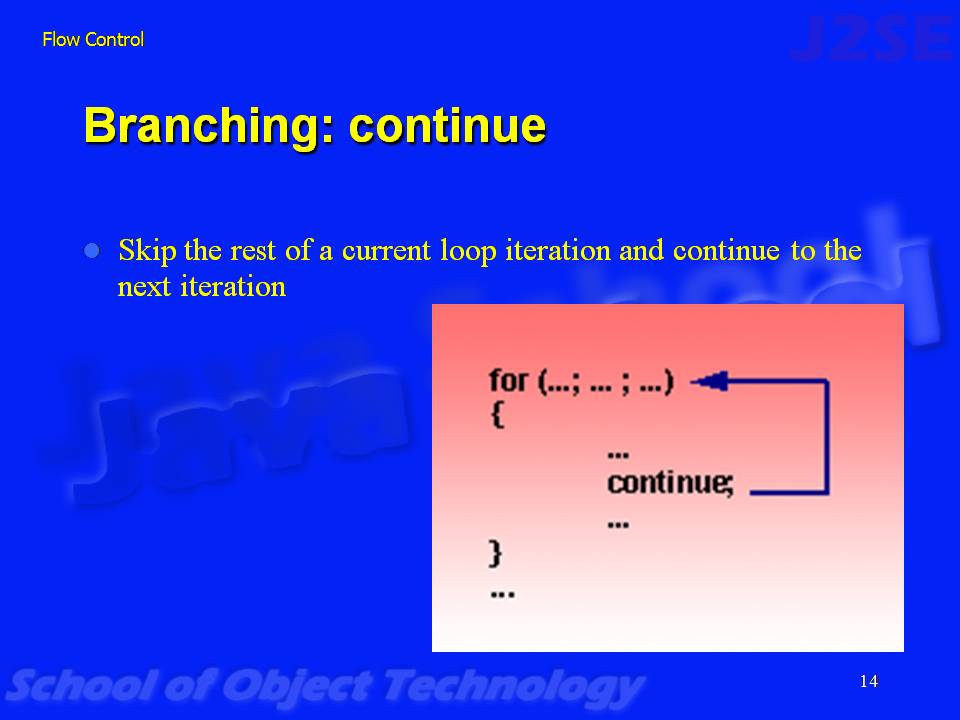 Flow Control
J2SE
Branching: continue
Skip the rest of a current loop iteration and continue to the
next iteration
Java School
for (...; ... ; ...)
{
...
continue;
...
}
...
School of Object Technology
14